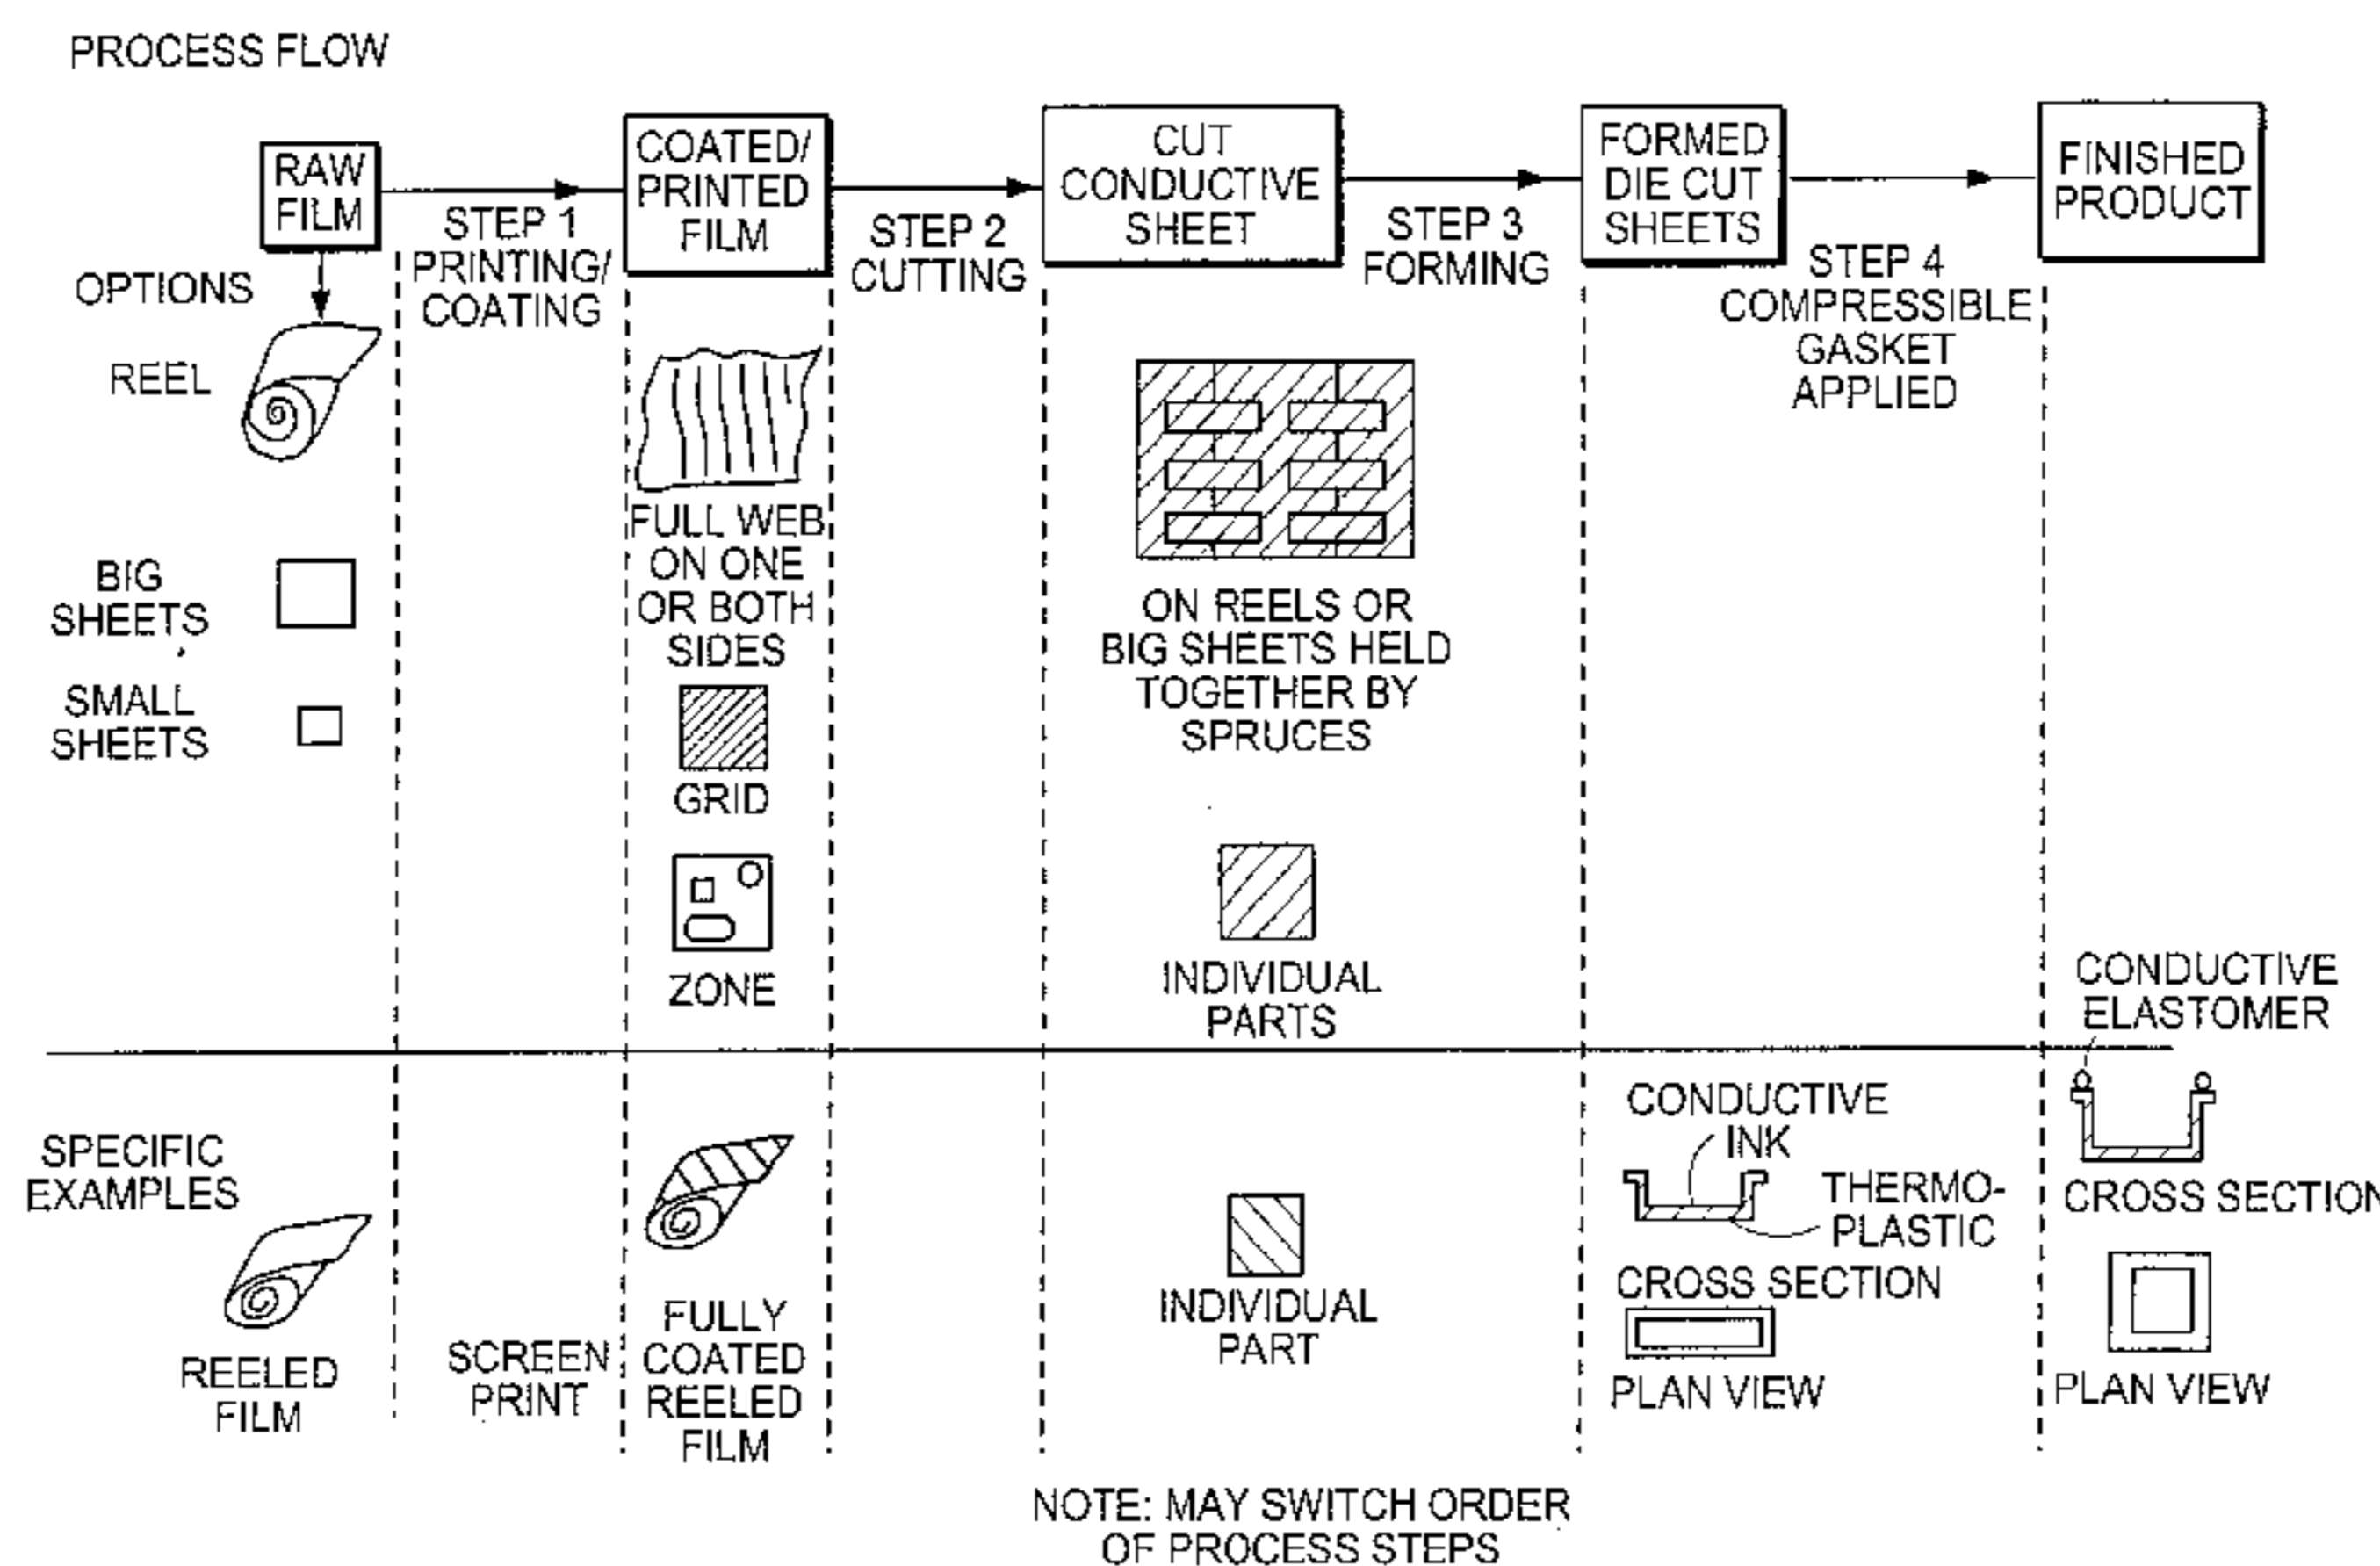 PROCESS FLOW
RAW
FILM
STEP 1
PRINTING/
COATING
COATED/
PRINTED
FILM
STEP 2
CUTTING
CUT
CONDUCTIVE
SHEET
STEP 3
FORMING
FORMED
DIE CUT
SHEETS
STEP 4
COMPRESSIBLE
GASKET
APPLIED
FINISHED
PRODUCT
OPTIONS
REEL
BIG
SHEETS
SMALL
SHEETS
FULL WEB
ON ONE
OR BOTH
SIDES
GRID
ZONE
ON REELS OR
BIG SHEETS HELD
TOGETHER BY
SPRUCES
INDIVIDUAL
PARTS
SPECIFIC
EXAMPLES
REELED
FILM
SCREEN
PRINT
FULLY
COATED
REELED
FILM
INDIVIDUAL
PART
CONDUCTIVE
INK
THERMO-
PLASTIC
CROSS SECTION
PLAN VIEW
CONDUCTIVE
ELASTOMER
CROSS SECTION
PLAN VIEW
NOTE: MAY SWITCH ORDER
OF PROCESS STEPS